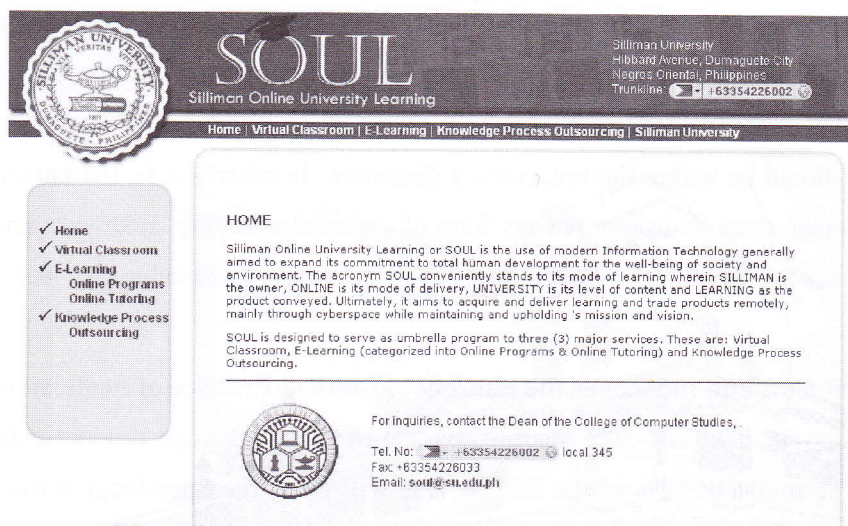 SILLIMAN UNIVERSITY
VERITAS
DUMAGUETE • PHILIPPINES
SOUL
Silliman Online University Learning
Silliman University
Hibbard Avenue, Dumaguete City
Negros Oriental, Philippines
Trunkline: +63354226002
Home | Virtual Classroom | E-Learning | Knowledge Process Outsourcing | Silliman University
Home
Virtual Classroom
E-Learning
Online Programs
Online Tutoring
Knowledge Process
Outsourcing
HOME
Silliman Online University Learning or SOUL is the use of modern Information Technology generally
aimed to expand its commitment to total human development for the well-being of society and
environment. The acronym SOUL conveniently stands to its mode of learning wherein SILLIMAN is
the owner, ONLINE is its mode of delivery, UNIVERSITY is its level of content and LEARNING as the
product conveyed. Ultimately, it aims to acquire and deliver learning and trade products remotely,
mainly through cyberspace while maintaining and upholding 's mission and vision.
SOUL is designed to serve as umbrella program to three (3) major services. These are: Virtual
Classroom, E-Learning (categorized into Online Programs & Online Tutoring) and Knowledge Process
Outsourcing.
For inquiries, contact the Dean of the College of Computer Studies, .
Tel. No: +63354226002 local 345
Fax: +63354226033
Email: soul@su.edu.ph